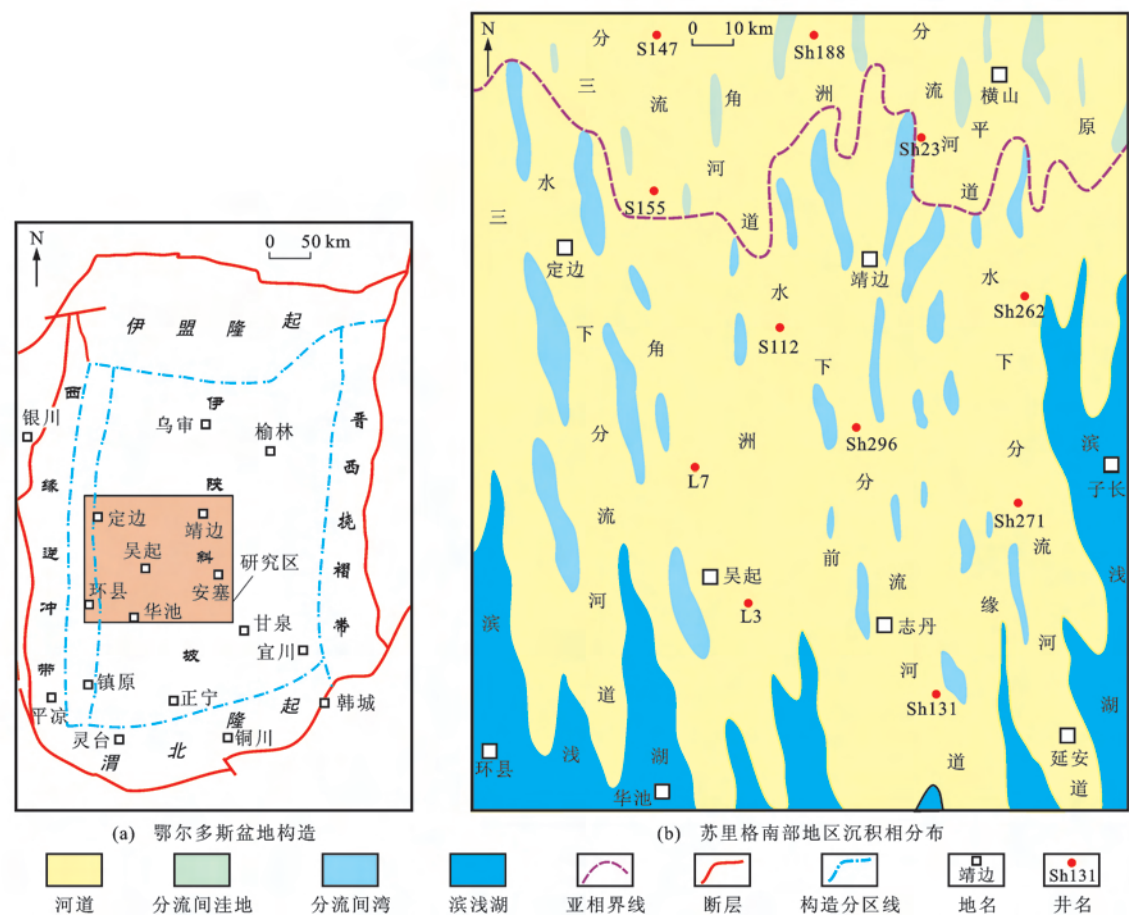 N
0 50 km
伊盟隆起
西缘逆冲带
银川
乌审
伊陕斜坡
榆林
晋西挠褶带
定边
靖边
吴起
研究区
环县
安塞
华池
甘泉
宜川
镇原
正宁
平凉
韩城
灵台
铜川
渭北隆起
(a) 鄂尔多斯盆地构造
N
0 10 km
S147
Sh188
三角洲平原
分流河道
分流河道
横山
Sh23
S155
定边
靖边
水下分流河道
三角洲前缘
水下分流河道
水下分流河道
Sh262
S112
Sh296
滨浅湖
子长
L7
Sh271
吴起
L3
志丹
滨浅湖
Sh131
环县
华池
延安
(b) 苏里格南部地区沉积相分布
河道
分流间洼地
分流间湾
滨浅湖
亚相界线
断层
构造分区线
靖边
地名
Sh131
井名